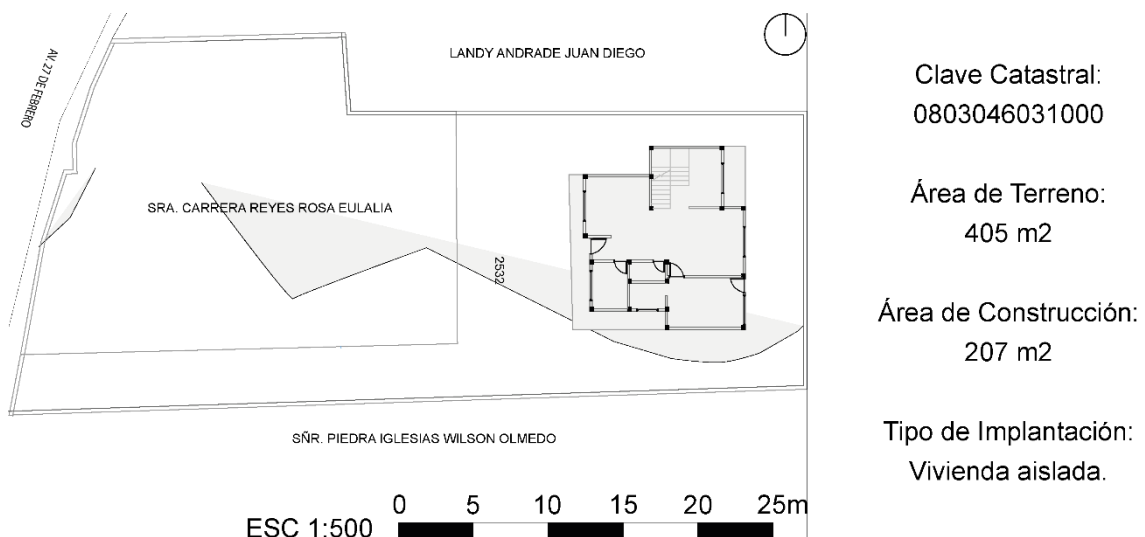 LANDY ANDRADE JUAN DIEGO
AV. 27 DE FEBRERO
SRA. CARRERA REYES ROSA EULALIA
2532
SÑR. PIEDRA IGLESIAS WILSON OLMEDO
ESC 1:500
0 5 10 15 20 25m
Clave Catastral:
0803046031000
Área de Terreno:
405 m2
Área de Construcción:
207 m2
Tipo de Implantación:
Vivienda aislada.